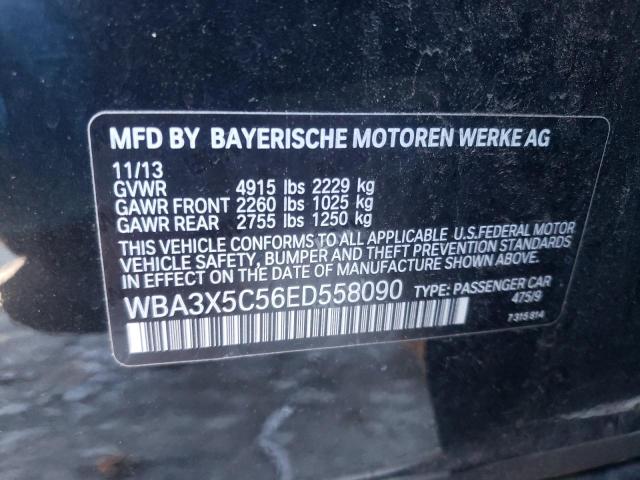 MFD BY BAYERISCHE MOTOREN WERKE AG
11/13
GVWR 4915 lbs 2229 kg
GAWR FRONT 2260 lbs 1025 kg
GAWR REAR 2755 lbs 1250 kg
THIS VEHICLE CONFORMS TO ALL APPLICABLE U.S.FEDERAL MOTOR
VEHICLE SAFETY, BUMPER AND THEFT PREVENTION STANDARDS
IN EFFECT ON THE DATE OF MANUFACTURE SHOWN ABOVE.
WBA3X5C56ED558090 TYPE: PASSENGER CAR
475/9
7315814